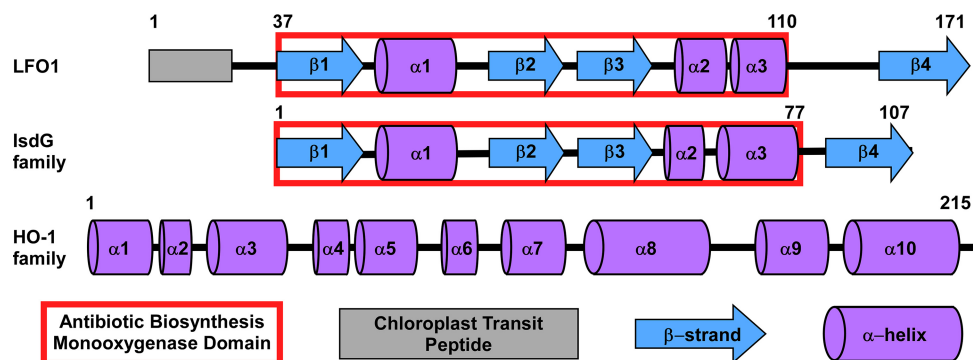 1 37 110 171
LFO1 β1 α1 β2 β3 α2 α3 β4
1 77 107
IsdG family β1 α1 β2 β3 α2 α3 β4
1 215
HO-1 family α1 α2 α3 α4 α5 α6 α7 α8 α9 α10
Antibiotic Biosynthesis
Monooxygenase Domain
Chloroplast Transit
Peptide
β–strand
α–helix